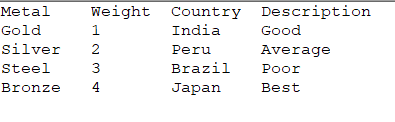 Metal Weight Country Description
Gold 1 India Good
Silver 2 Peru Average
Steel 3 Brazil Poor
Bronze 4 Japan Best